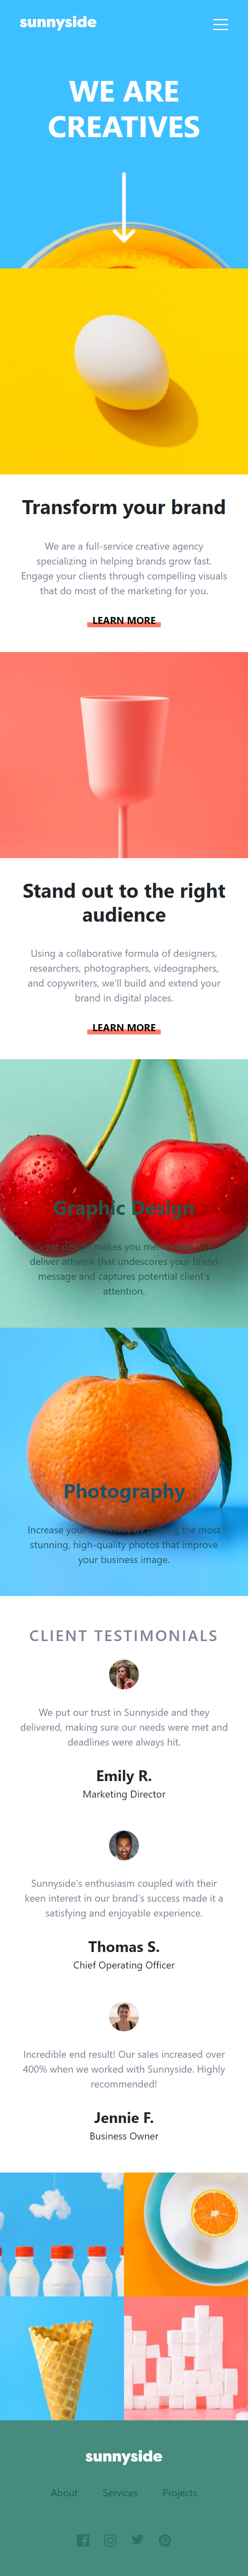 sunnyside
WE ARE
CREATIVES
Transform your brand
We are a full-service creative agency
specializing in helping brands grow fast.
Engage your clients through compelling visuals
that do most of the marketing for you.
LEARN MORE
Stand out to the right
audience
Using a collaborative formula of designers,
researchers, photographers, videographers,
and copywriters, we'll build and extend your
brand in digital places.
LEARN MORE
Graphic Design
Great design makes you
deliver artwork that undescores your brand
message and captures potential client's
attention.
Photography
Increase your the most
stunning, high-quality photos that improve
your business image.
CLIENT TESTIMONIALS
We put our trust in Sunnyside and they
delivered, making sure our needs were met and
deadlines were always hit.
Emily R.
Marketing Director
Sunnyside's enthusiasm coupled with their
keen interest in our brand's success made it a
satisfying and enjoyable experience.
Thomas S.
Chief Operating Officer
Incredible end result! Our sales increased over
400% when we worked with Sunnyside. Highly
recommended!
Jennie F.
Business Owner
sunnyside
About Services Projects